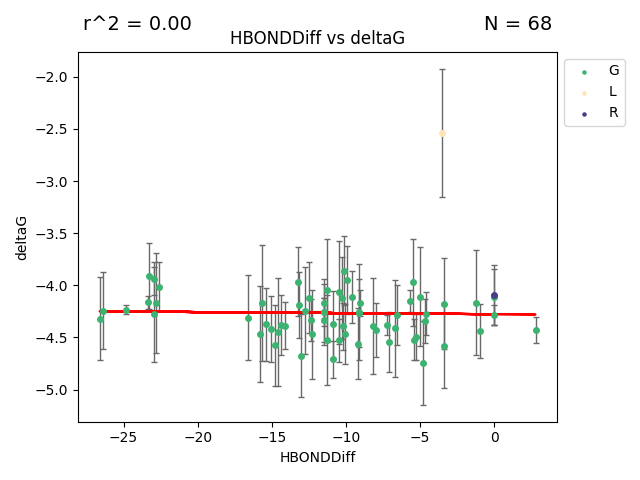 r^2 = 0.00
N = 68
HBONDDiff vs deltaG
G
L
R
−2.0
−2.5
−3.0
−3.5
−4.0
−4.5
−5.0
deltaG
−25
−20
−15
−10
−5
0
HBONDDiff